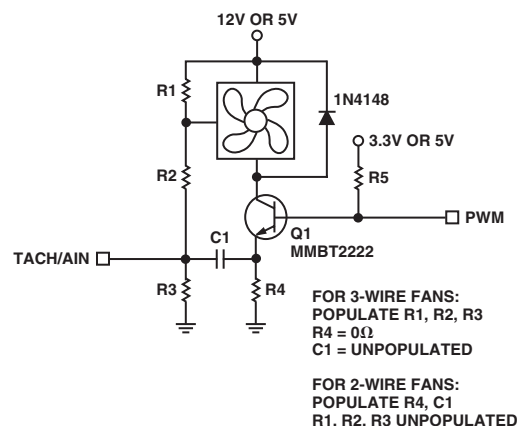 12V OR 5V
R1
1N4148
3.3V OR 5V
R2
R5
Q1
MMBT2222
PWM
C1
TACH/AIN
R3
R4
FOR 3-WIRE FANS:
POPULATE R1, R2, R3
R4 = 0Ω
C1 = UNPOPULATED
FOR 2-WIRE FANS:
POPULATE R4, C1
R1, R2, R3 UNPOPULATED